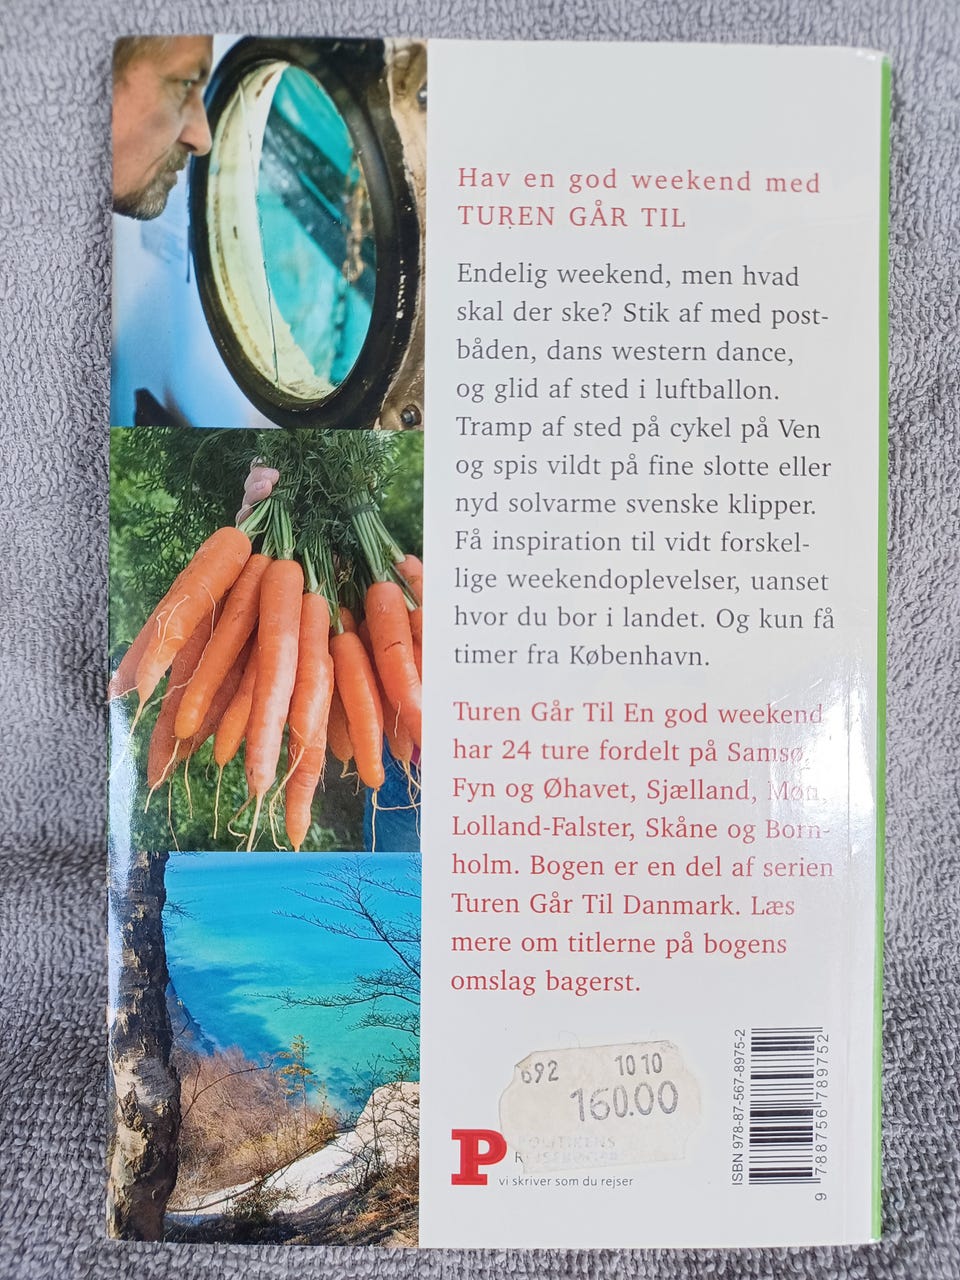 Hav en god weekend med
TUREN GÅR TIL
Endelig weekend, men hvad
skal der ske? Stik af med post-
båden, dans western dance,
og glid af sted i luftballon.
Tramp af sted på cykel på Ven
og spis vildt på fine slotte eller
nyd solvarme svenske klipper.
Få inspiration til vidt forskel-
lige weekendoplevelser, uanset
hvor du bor i landet. Og kun få
timer fra København.
Turen Går Til En god weekend
har 24 ture fordelt på Samsø,
Fyn og Øhavet, Sjælland, Møn,
Lolland-Falster, Skåne og Born-
holm. Bogen er en del af serien
Turen Går Til Danmark. Læs
mere om titlerne på bogens
omslag bagerst.
692 1010
160.00
P
POLITIKENS
vi skriver som du rejser
ISBN 978-87-567-8975-2
9 788756 789752